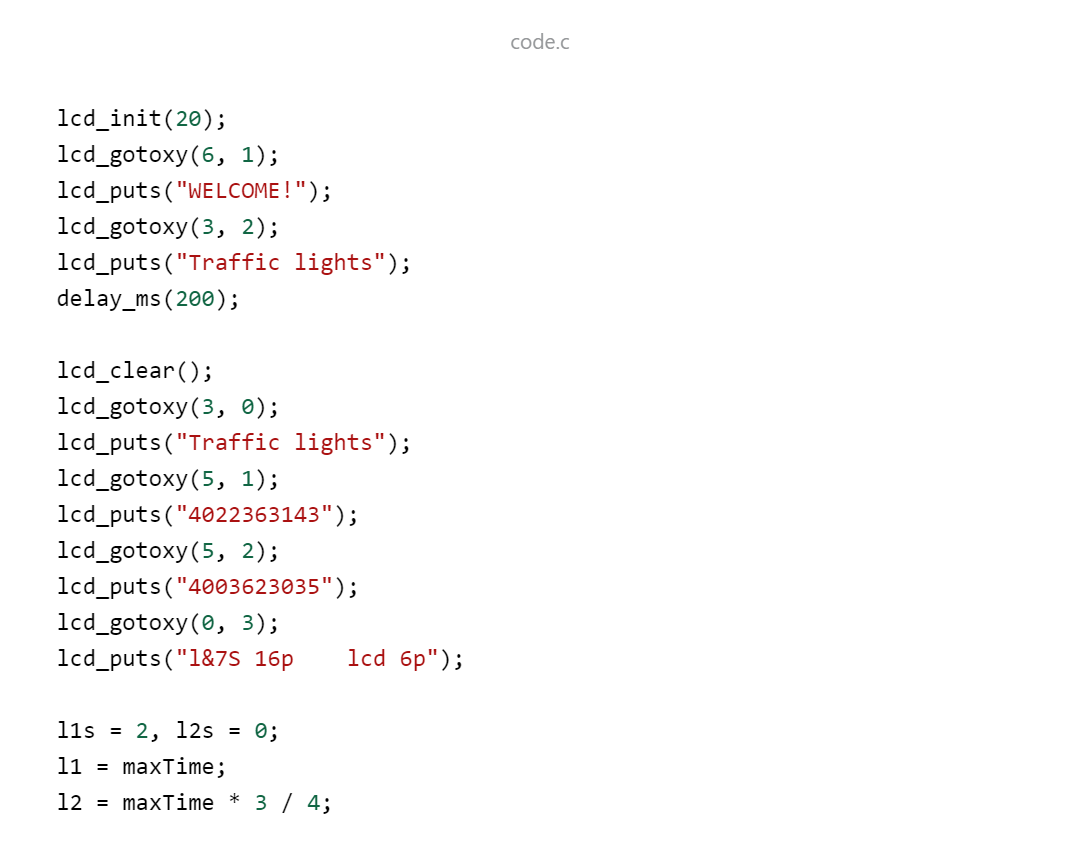 code.c
lcd_init(20);
lcd_gotoxy(6, 1);
lcd_puts("WELCOME!");
lcd_gotoxy(3, 2);
lcd_puts("Traffic lights");
delay_ms(200);
lcd_clear();
lcd_gotoxy(3, 0);
lcd_puts("Traffic lights");
lcd_gotoxy(5, 1);
lcd_puts("4022363143");
lcd_gotoxy(5, 2);
lcd_puts("4003623035");
lcd_gotoxy(0, 3);
lcd_puts("l&7S 16p    lcd 6p");
l1s = 2, l2s = 0;
l1 = maxTime;
l2 = maxTime * 3 / 4;